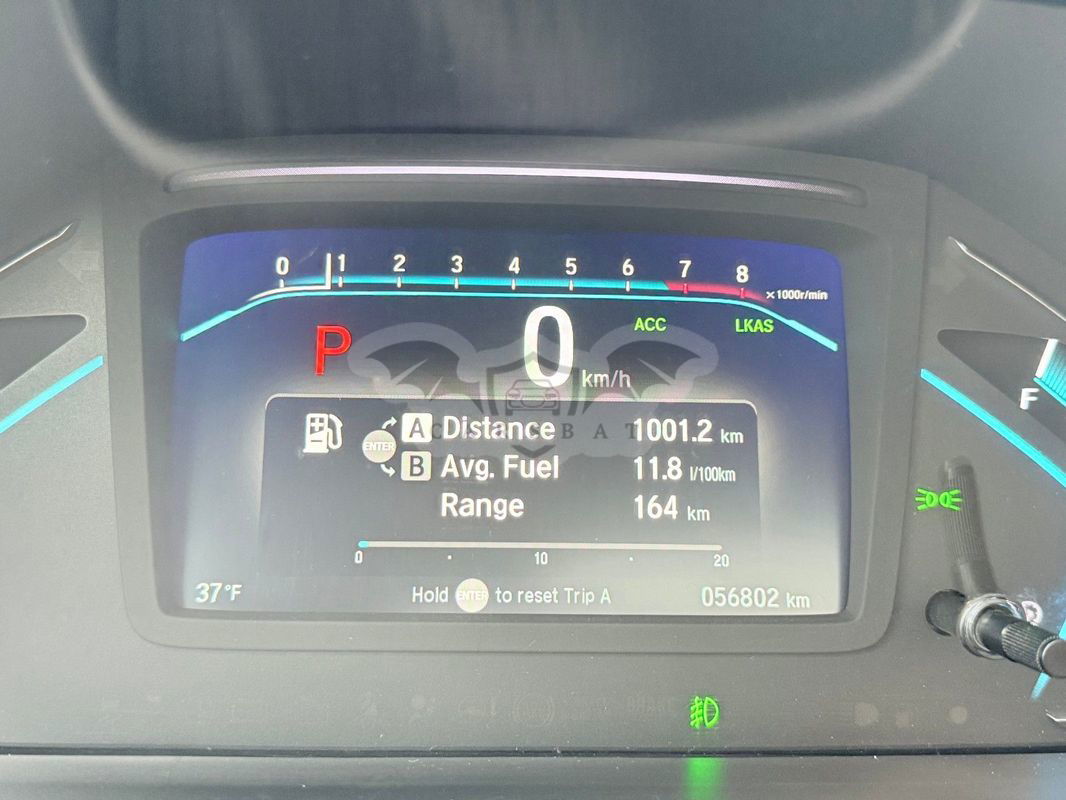 0 1 2 3 4 5 6 7 8
x1000r/min
P 0 km/h ACC LKAS
ENTER A Distance 1001.2 km
B Avg. Fuel 11.8 l/100km
Range 164 km
0 10 20
37°F Hold ENTER to reset Trip A 056802 km
F